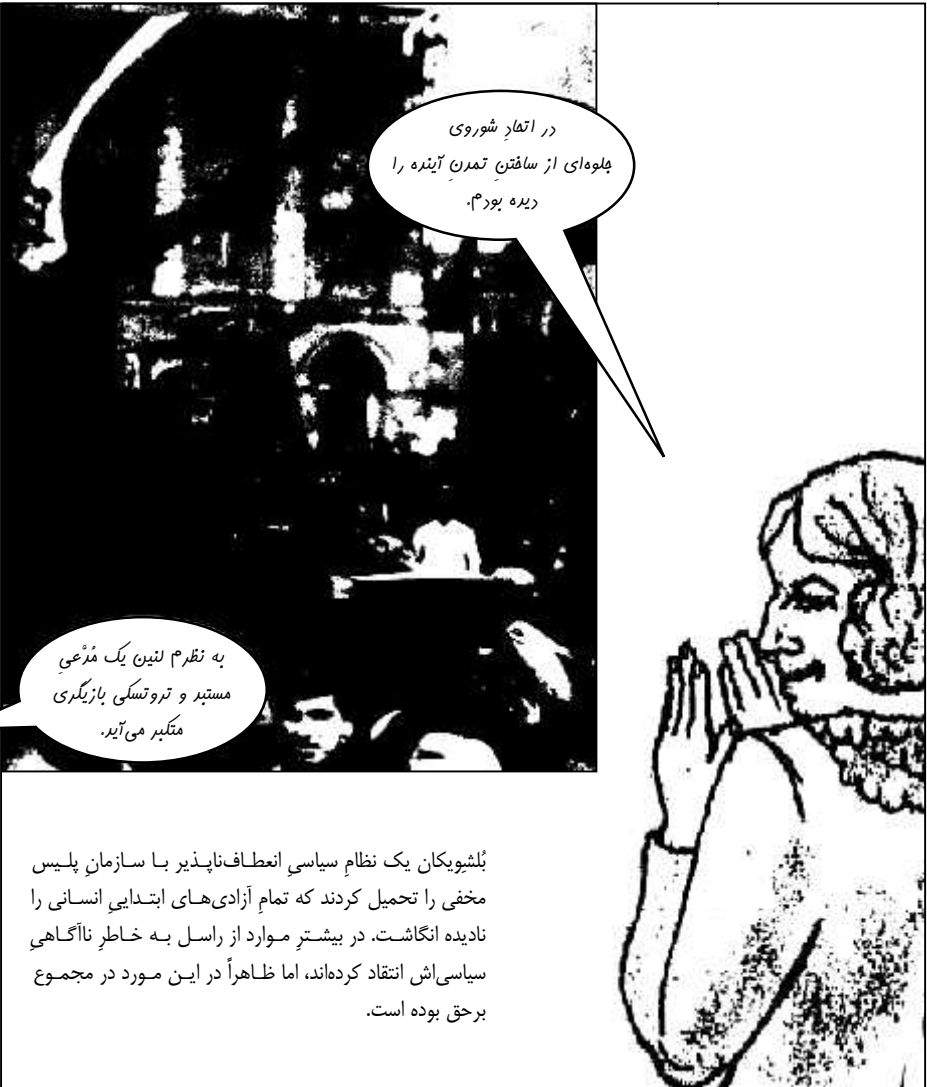 در اتحادِ شوروی
جلوه‌ای از ساختنِ تمدنِ آینده را
دیده بودم.
به نظرم لنین یک مُدّعیِ
مستبد و تروتسکی بازیگری
متکبر می‌آید.
بُلشِویکان یک نظامِ سیاسیِ انعطاف‌ناپذیر با سازمانِ پلیس
مخفی را تحمیل کردند که تمامِ آزادی‌های ابتداییِ انسانی را
نادیده انگاشت. در بیشترِ موارد از راسل به خاطرِ ناآگاهیِ
سیاسی‌اش انتقاد کرده‌اند، اما ظاهراً در این مورد در مجموع
برحق بوده است.